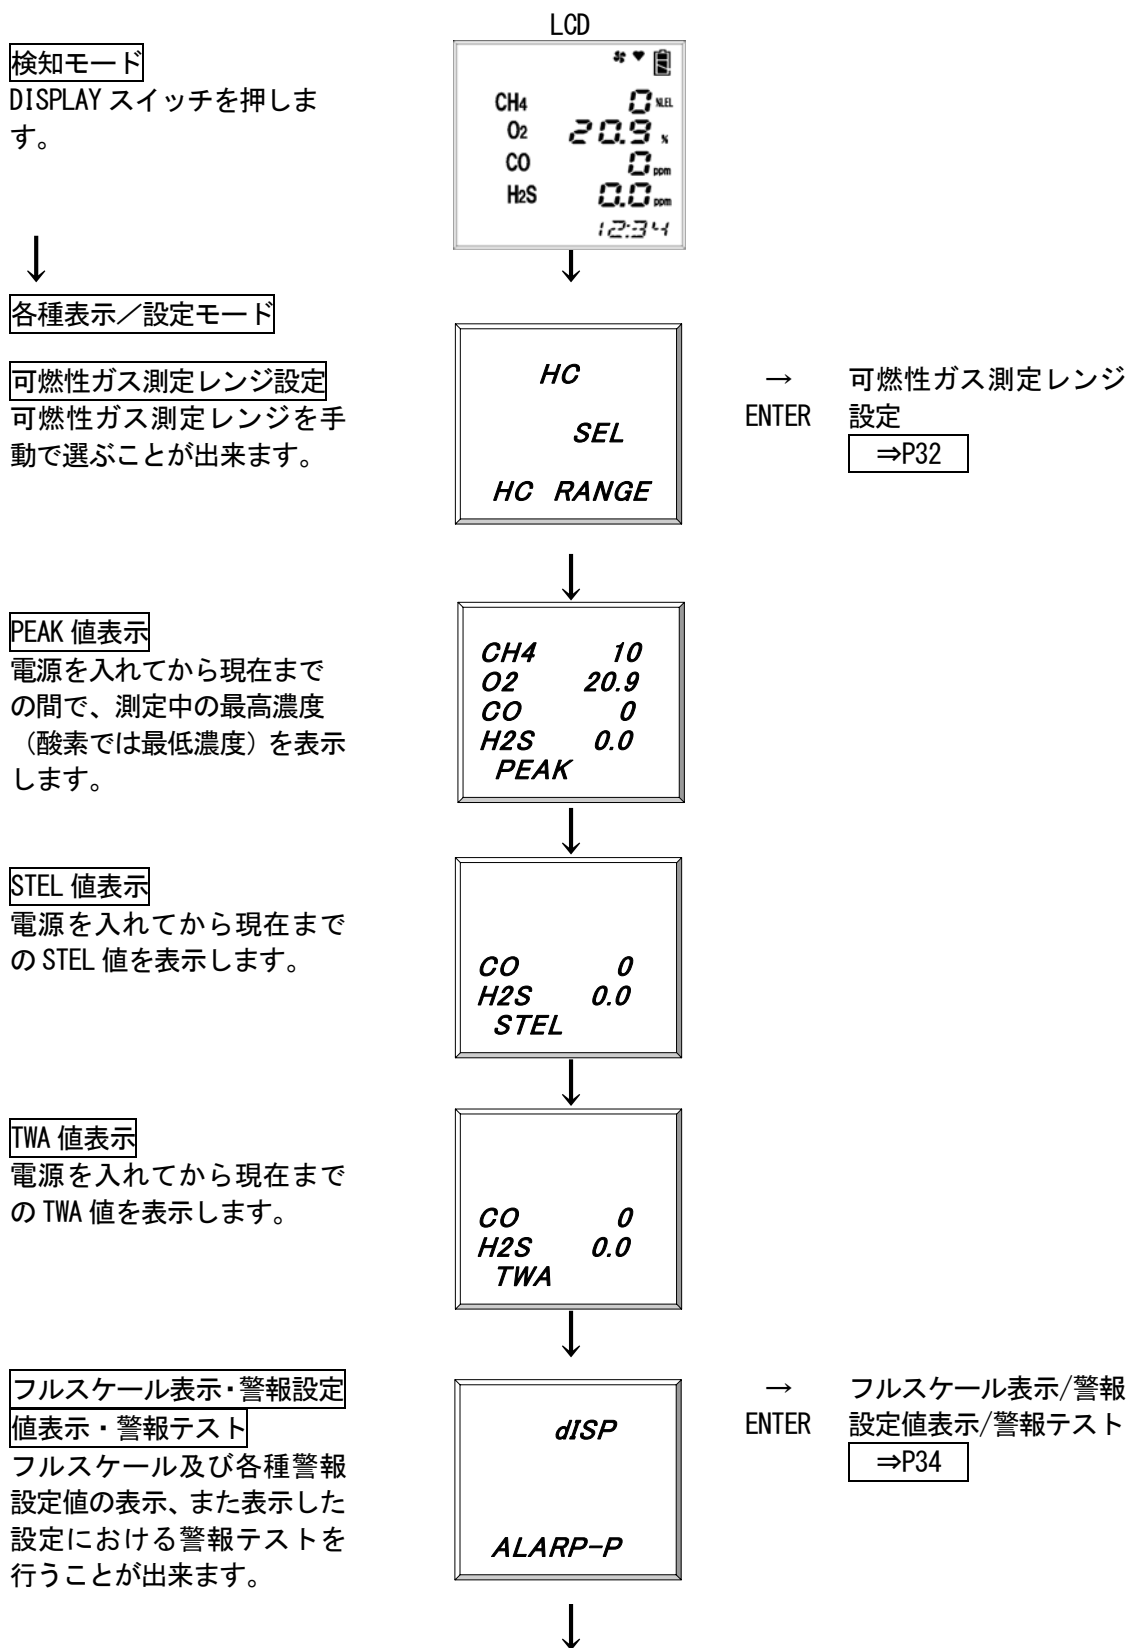 LCD
検知モード
DISPLAY スイッチを押しま
す。
CH4 0 %LEL
O2 20.9 %
CO 0 ppm
H2S 0.0 ppm
12:34
↓
↓
各種表示／設定モード
可燃性ガス測定レンジ設定
可燃性ガス測定レンジを手
動で選ぶことが出来ます。
HC
SEL
HC RANGE
→
ENTER
可燃性ガス測定レンジ
設定
⇒P32
↓
PEAK 値表示
電源を入れてから現在まで
の間で、測定中の最高濃度
（酸素では最低濃度）を表示
します。
CH4 10
O2 20.9
CO 0
H2S 0.0
PEAK
↓
STEL 値表示
電源を入れてから現在まで
の STEL 値を表示します。
CO 0
H2S 0.0
STEL
↓
TWA 値表示
電源を入れてから現在まで
の TWA 値を表示します。
CO 0
H2S 0.0
TWA
↓
フルスケール表示・警報設定
値表示・警報テスト
フルスケール及び各種警報
設定値の表示、また表示した
設定における警報テストを
行うことが出来ます。
dISP
ALARP-P
→
ENTER
フルスケール表示/警報
設定値表示/警報テスト
⇒P34
↓